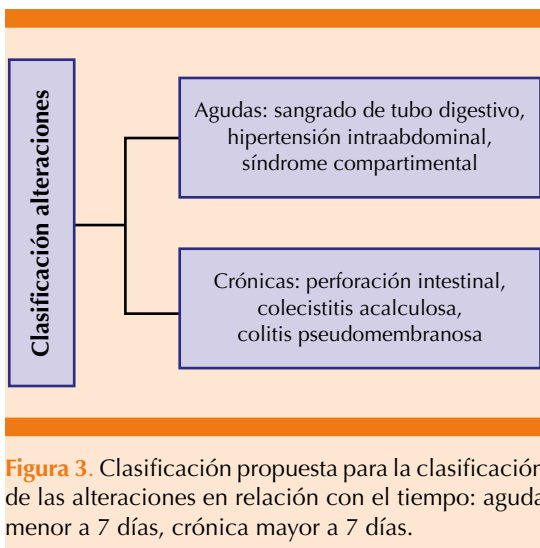 Clasificación alteraciones
Agudas: sangrado de tubo digestivo,
hipertensión intraabdominal,
síndrome compartimental
Crónicas: perforación intestinal,
colecistitis acalculosa,
colitis pseudomembranosa
Figura 3. Clasificación propuesta para la clasificación
de las alteraciones en relación con el tiempo: aguda
menor a 7 días, crónica mayor a 7 días.